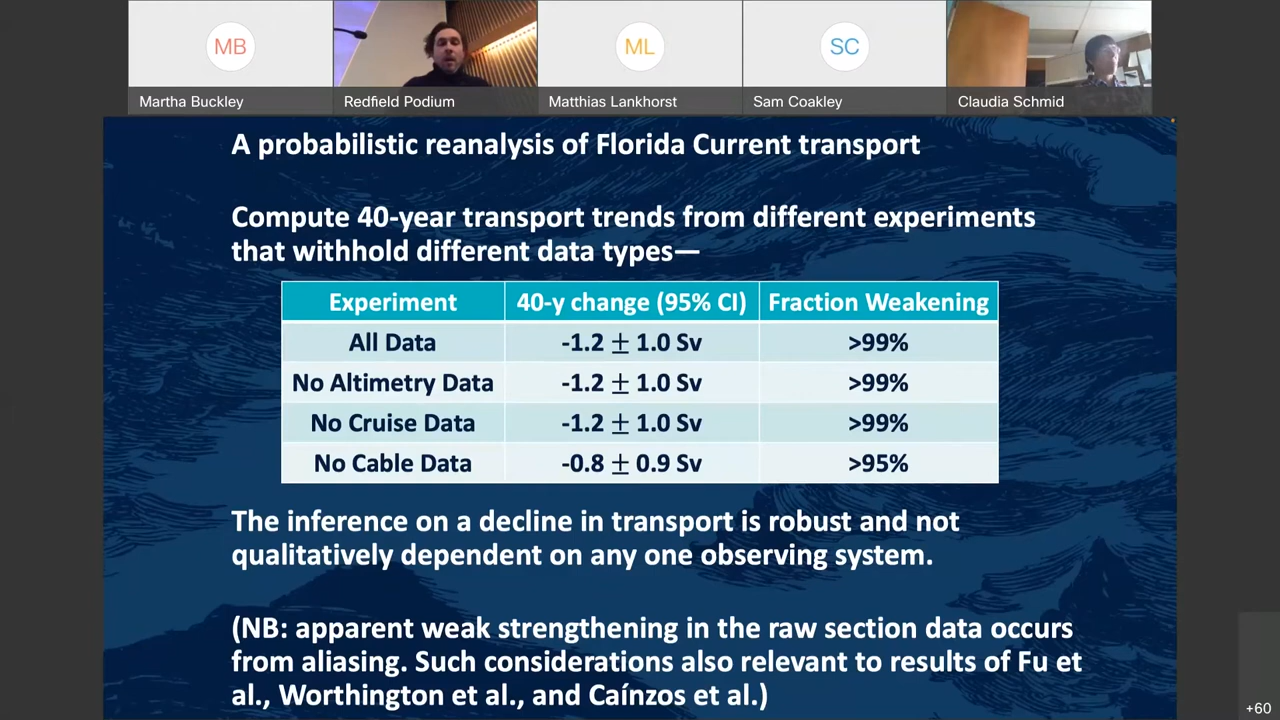 MB
ML
SC
Martha Buckley
Redfield Podium
Matthias Lankhorst
Sam Coakley
Claudia Schmid
A probabilistic reanalysis of Florida Current transport
Compute 40-year transport trends from different experiments
that withhold different data types—
Experiment 40-y change (95% CI) Fraction Weakening
All Data -1.2 ± 1.0 Sv >99%
No Altimetry Data -1.2 ± 1.0 Sv >99%
No Cruise Data -1.2 ± 1.0 Sv >99%
No Cable Data -0.8 ± 0.9 Sv >95%
The inference on a decline in transport is robust and not
qualitatively dependent on any one observing system.
(NB: apparent weak strengthening in the raw section data occurs
from aliasing. Such considerations also relevant to results of Fu et
al., Worthington et al., and Caínzos et al.)
+60